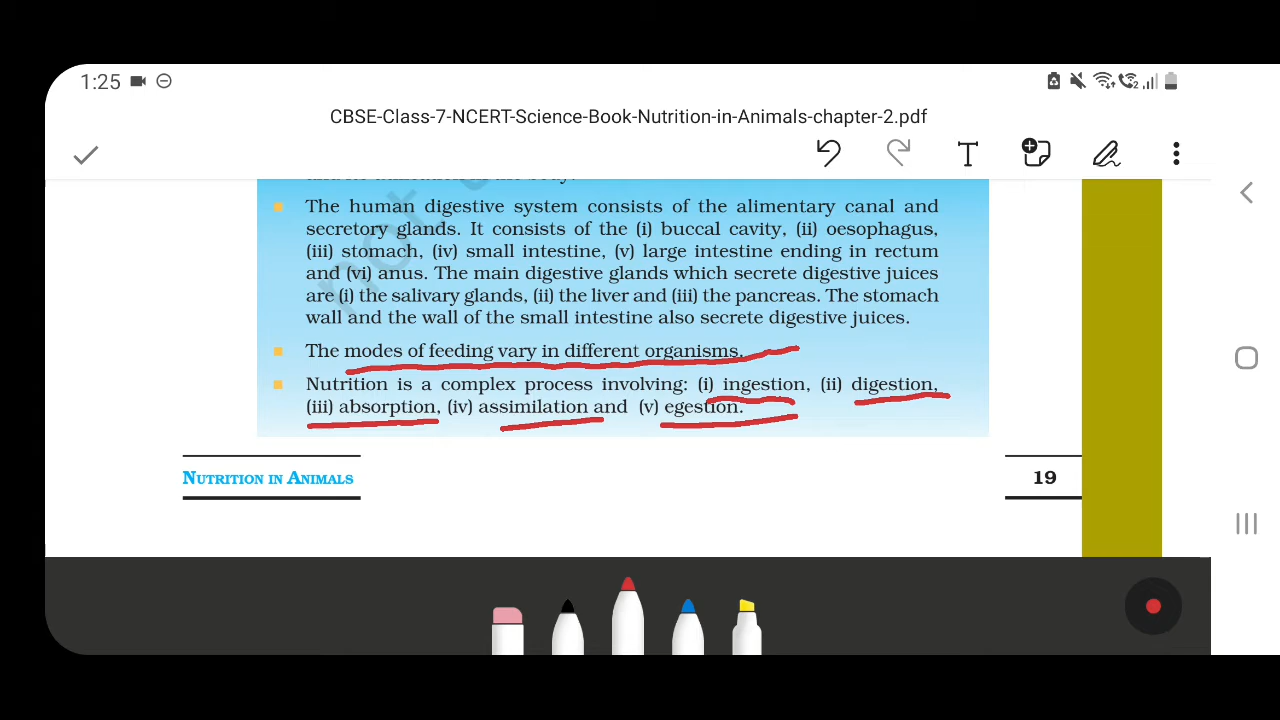 1:25
CBSE-Class-7-NCERT-Science-Book-Nutrition-in-Animals-chapter-2.pdf
T
body.
The human digestive system consists of the alimentary canal and
secretory glands. It consists of the (i) buccal cavity, (ii) oesophagus,
(iii) stomach, (iv) small intestine, (v) large intestine ending in rectum
and (vi) anus. The main digestive glands which secrete digestive juices
are (i) the salivary glands, (ii) the liver and (iii) the pancreas. The stomach
wall and the wall of the small intestine also secrete digestive juices.
The modes of feeding vary in different organisms.
Nutrition is a complex process involving: (i) ingestion, (ii) digestion,
(iii) absorption, (iv) assimilation and (v) egestion.
NUTRITION IN ANIMALS
19
not